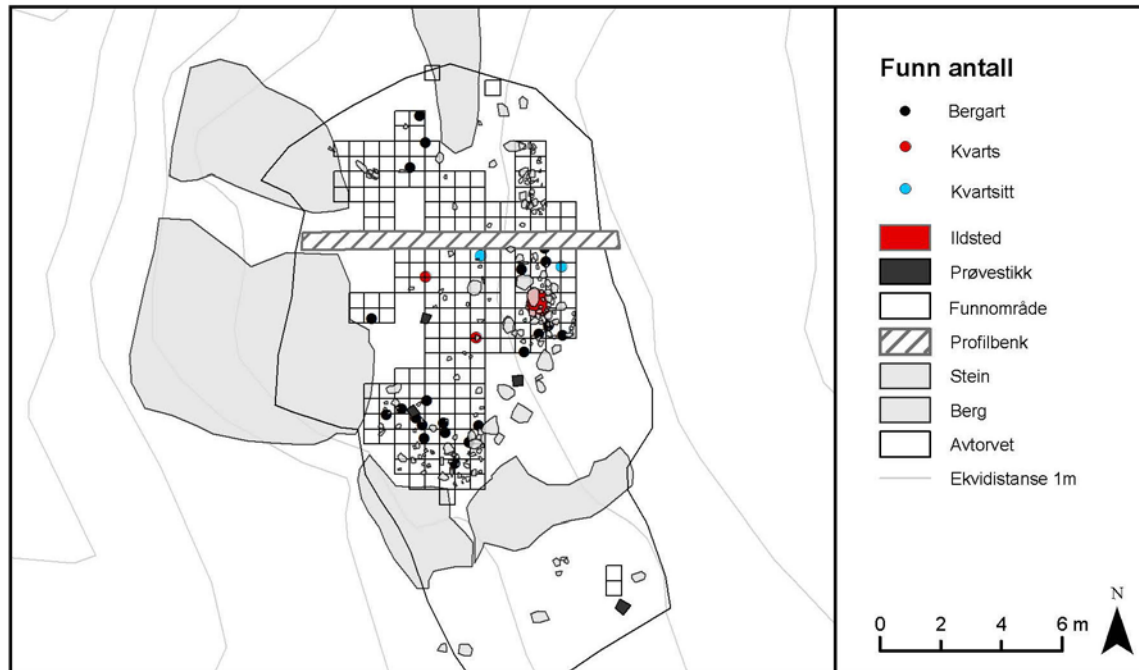 Funn antall
Bergart
Kvarts
Kvartsitt
Ildsted
Prøvestikk
Funnområde
Profilbenk
Stein
Berg
Avtorvet
Ekvidistanse 1m
N
0 2 4 6 m